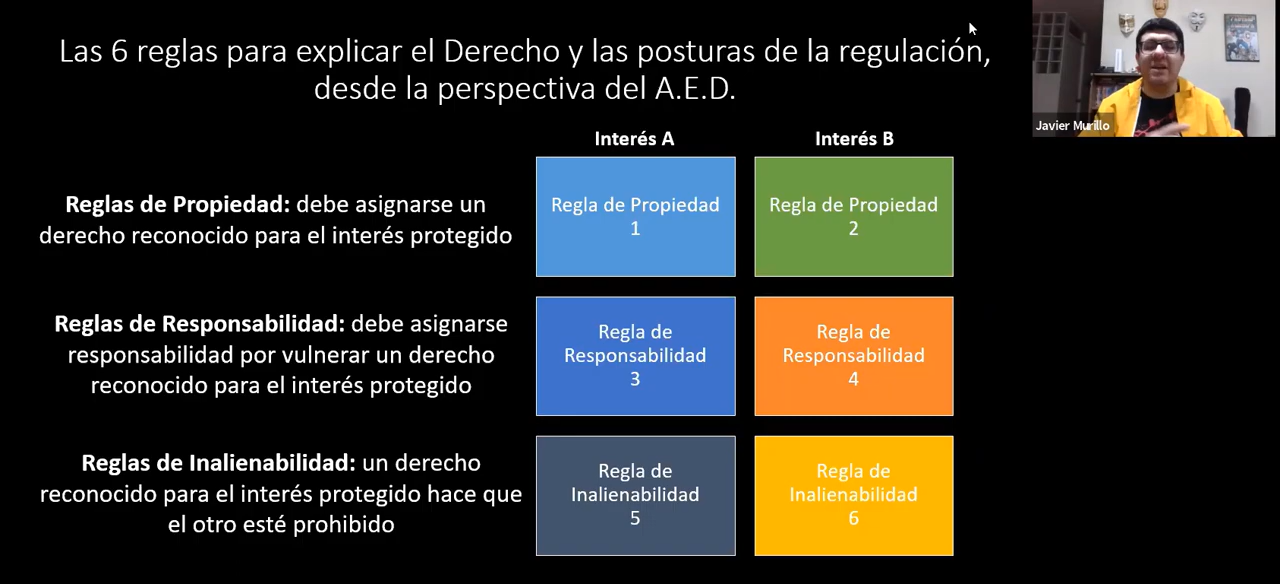 Las 6 reglas para explicar el Derecho y las posturas de la regulación,
desde la perspectiva del A.E.D.
Javier Murillo
Interés A
Interés B
Reglas de Propiedad: debe asignarse un
derecho reconocido para el interés protegido
Regla de Propiedad
1
Regla de Propiedad
2
Reglas de Responsabilidad: debe asignarse
responsabilidad por vulnerar un derecho
reconocido para el interés protegido
Regla de
Responsabilidad
3
Regla de
Responsabilidad
4
Reglas de Inalienabilidad: un derecho
reconocido para el interés protegido hace que
el otro esté prohibido
Regla de
Inalienabilidad
5
Regla de
Inalienabilidad
6